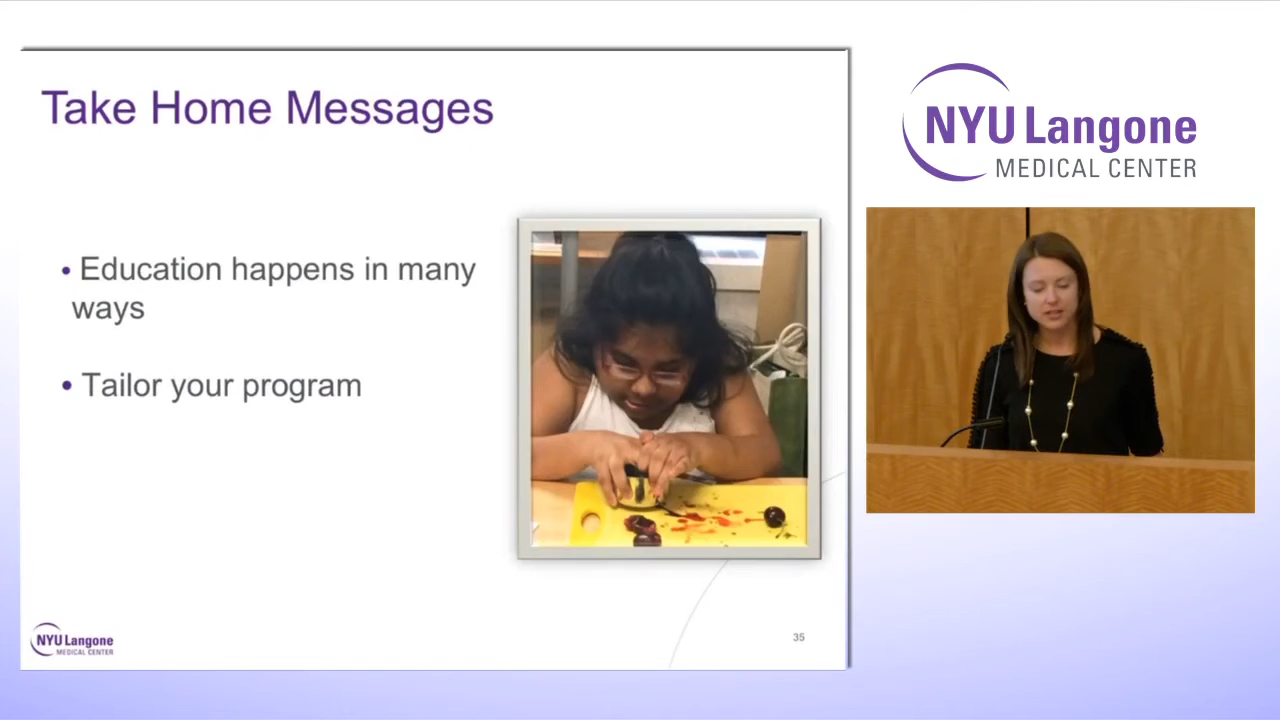 Take Home Messages
• Education happens in many
ways
• Tailor your program
NYU Langone
MEDICAL CENTER
35
NYU Langone
MEDICAL CENTER